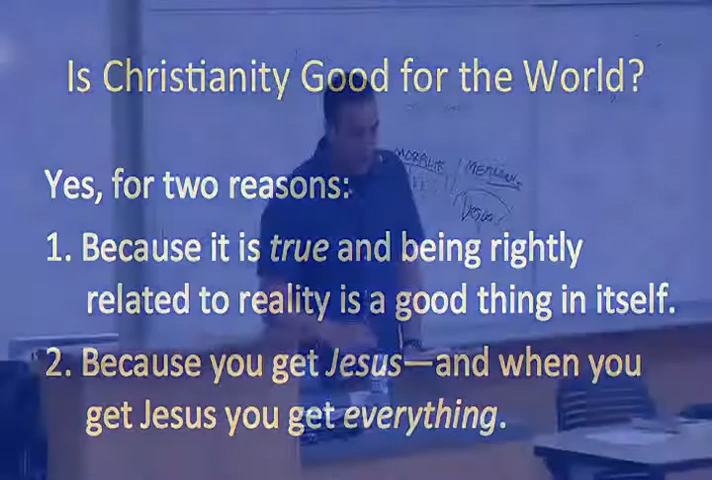 Is Christianity Good for the World?
Yes, for two reasons:
1. Because it is true and being rightly
related to reality is a good thing in itself.
2. Because you get Jesus—and when you
get Jesus you get everything.
Jesus